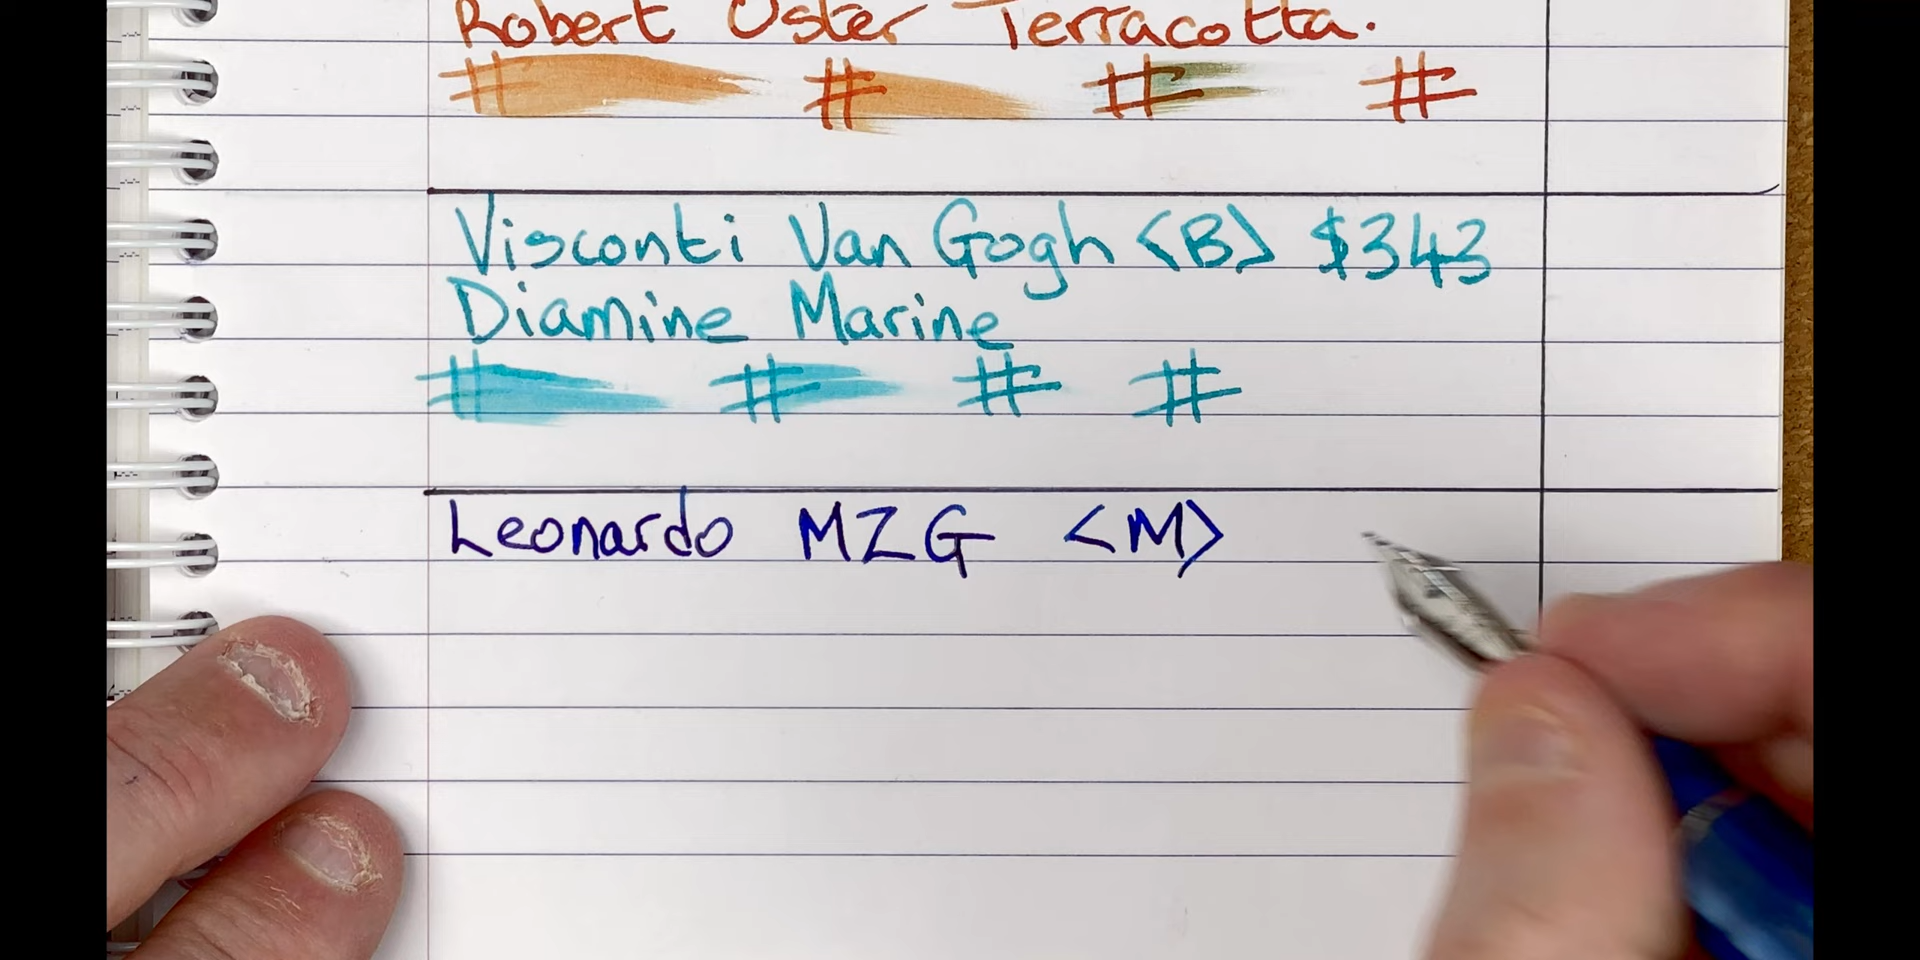 Robert Oster Terracotta.
# # # #
Visconti Van Gogh <B> $343
Diamine Marine
# # # #
Leonardo MZG <M>